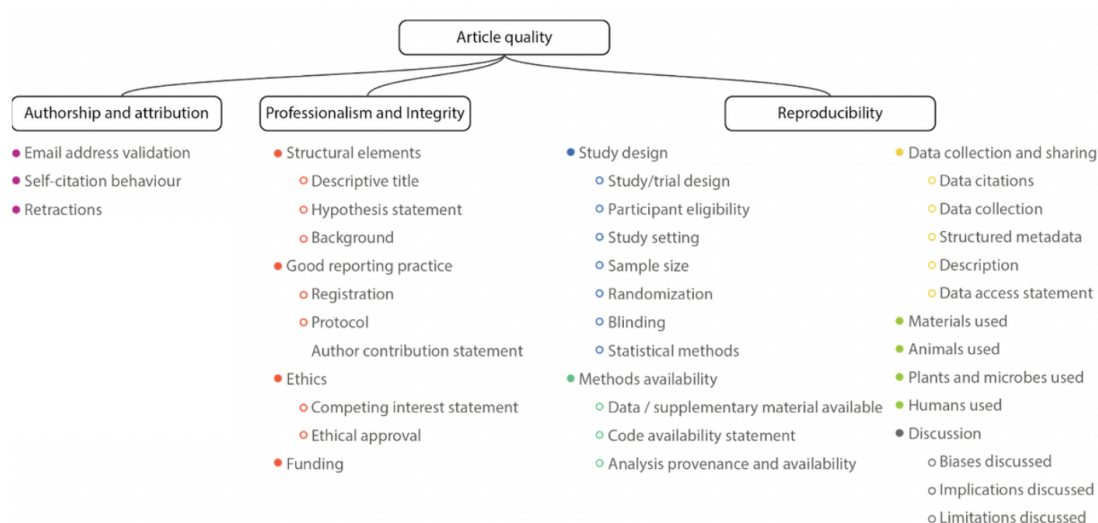 Article quality
Authorship and attribution
Email address validation
Self-citation behaviour
Retractions
Professionalism and Integrity
Structural elements
Descriptive title
Hypothesis statement
Background
Good reporting practice
Registration
Protocol
Author contribution statement
Ethics
Competing interest statement
Ethical approval
Funding
Reproducibility
Study design
Study/trial design
Participant eligibility
Study setting
Sample size
Randomization
Blinding
Statistical methods
Methods availability
Data / supplementary material available
Code availability statement
Analysis provenance and availability
Data collection and sharing
Data citations
Data collection
Structured metadata
Description
Data access statement
Materials used
Animals used
Plants and microbes used
Humans used
Discussion
Biases discussed
Implications discussed
Limitations discussed